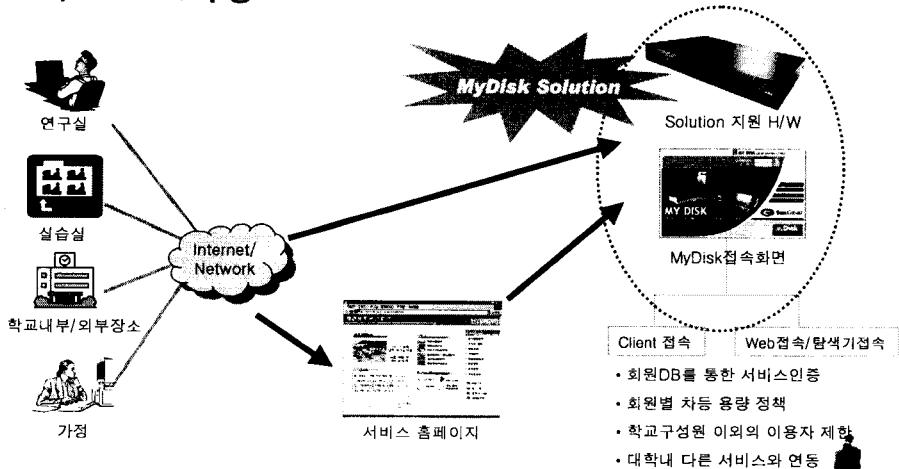 MyDisk Solution
연구실
Solution 지원 H/W
실습실
MY DISK
Internet/
Network
MyDisk접속화면
학교내부/외부장소
Client 접속
Web접속/탐색기접속
가정
서비스 홈페이지
• 회원DB를 통한 서비스인증
• 회원별 차등 용량 정책
• 학교구성원 이외의 이용자 제한
• 대학내 다른 서비스와 연동